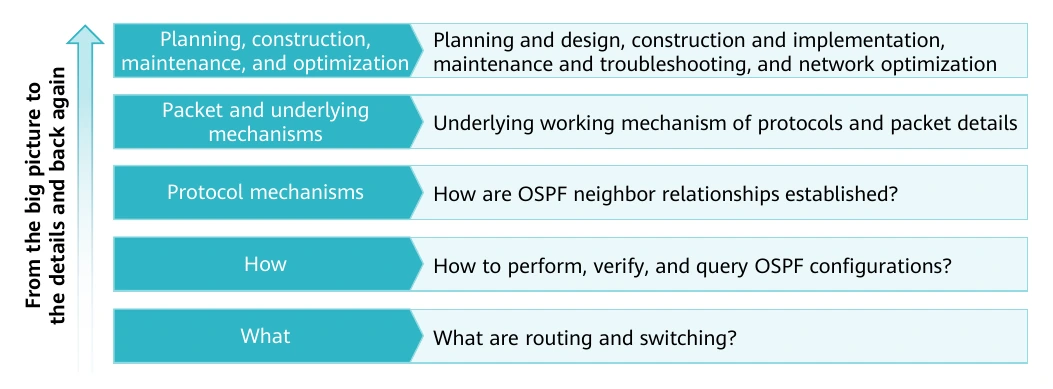 From the big picture to
the details and back again
Planning, construction,
maintenance, and optimization
Planning and design, construction and implementation,
maintenance and troubleshooting, and network optimization
Packet and underlying
mechanisms
Underlying working mechanism of protocols and packet details
Protocol mechanisms
How are OSPF neighbor relationships established?
How
How to perform, verify, and query OSPF configurations?
What
What are routing and switching?